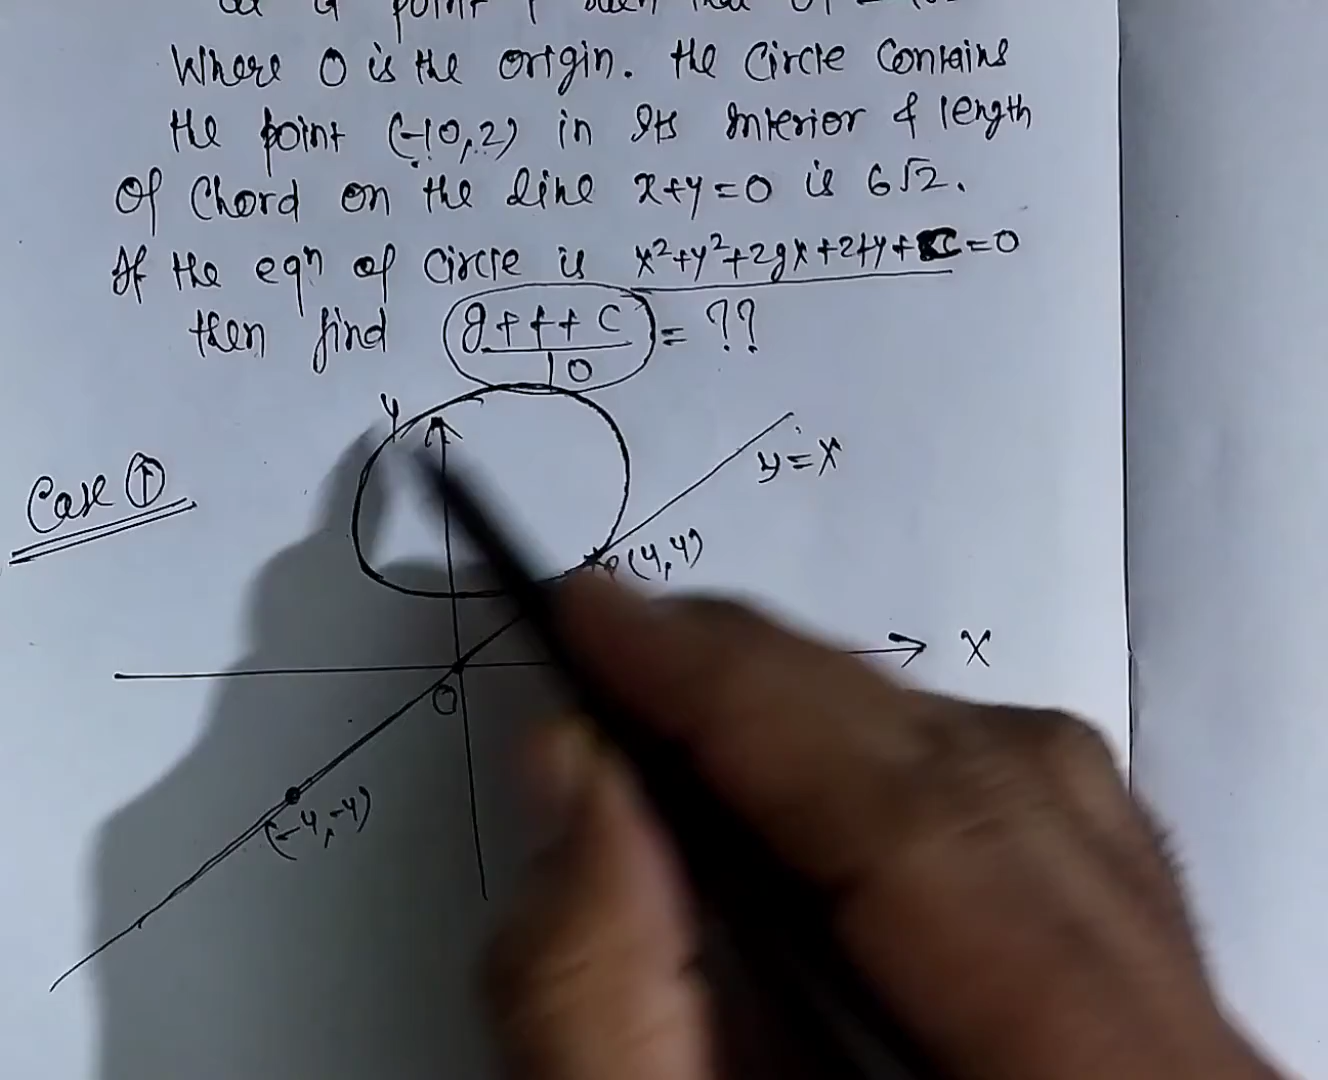 a point
Where O is the origin. the Circle Contains
the point (-10,2) in Its Interior & length
Of Chord on the line x+y=0 is 6√2.
If the eqⁿ of Circle is x²+y²+2gx+2fy+C=0
then find (g+f+C)/10 = ??
Y
y=x
Case ①
P(4,4)
X
O
(-4,-4)